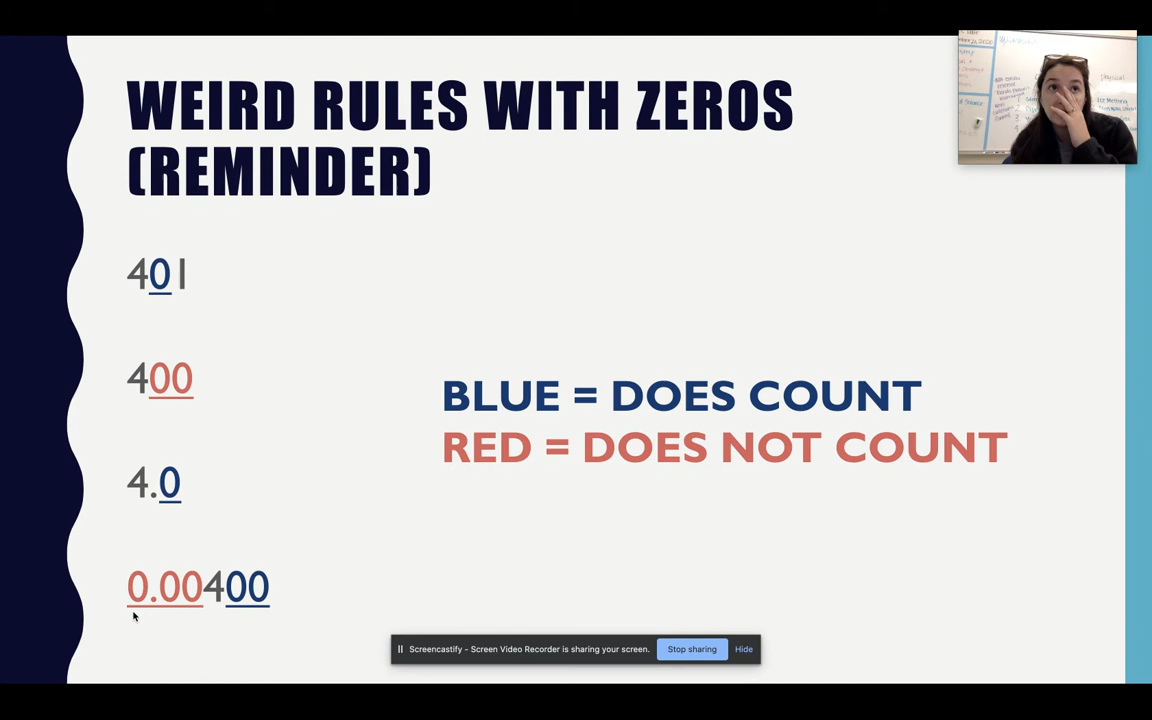 WEIRD RULES WITH ZEROS
(REMINDER)
401
400
4.0
0.00400
BLUE = DOES COUNT
RED = DOES NOT COUNT
Screencastify - Screen Video Recorder is sharing your screen.
Stop sharing
Hide
physical